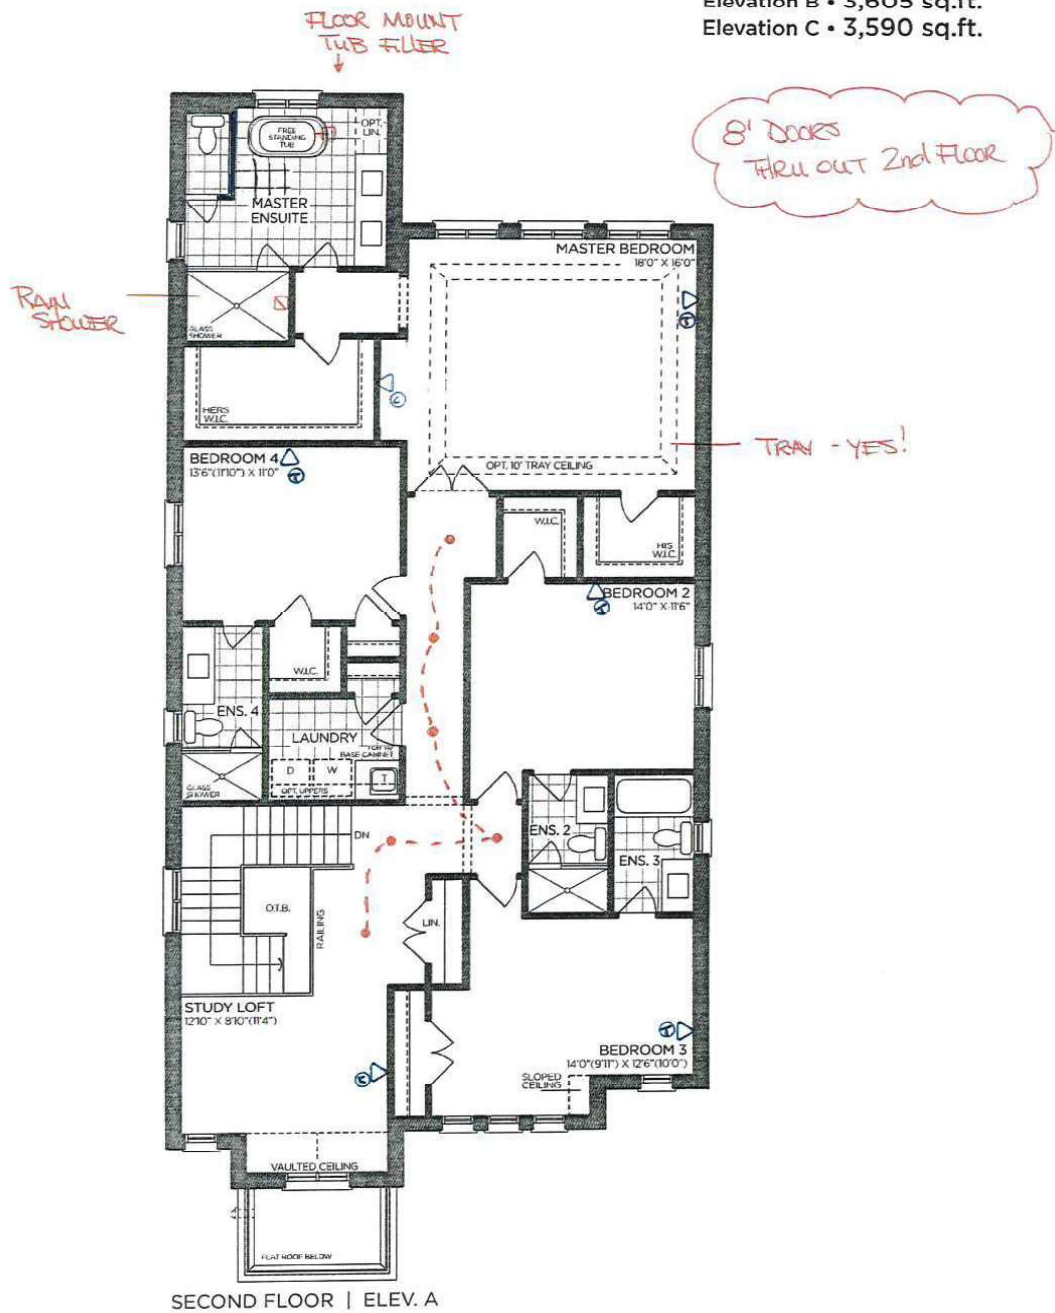 Elevation B • 3,605 sq.ft.
Elevation C • 3,590 sq.ft.
FLOOR MOUNT
TUB FILLER
8' DOORS
THRU OUT 2nd FLOOR
FREE
STANDING
TUB
OPT.
LIN.
MASTER
ENSUITE
MASTER BEDROOM
18'0" X 16'0"
RAIN
SHOWER
GLASS
SHOWER
HERS
W.I.C.
C
TRAY - YES!
OPT. 10' TRAY CEILING
BEDROOM 4
13'6"(11'10") X 11'0"
W.I.C.
HIS
W.I.C.
BEDROOM 2
14'0" X 11'6"
W.I.C.
ENS. 4
LAUNDRY
BASE CABINET
D
W
T
OPT. UPPERS
GLASS
SHOWER
DN
ENS. 2
ENS. 3
O.T.B.
RAILING
LIN.
STUDY LOFT
12'10" X 8'10"(11'4")
BEDROOM 3
14'0"(9'11") X 12'6"(10'0")
SLOPED
CEILING
VAULTED CEILING
FLAT ROOF BELOW
SECOND FLOOR | ELEV. A